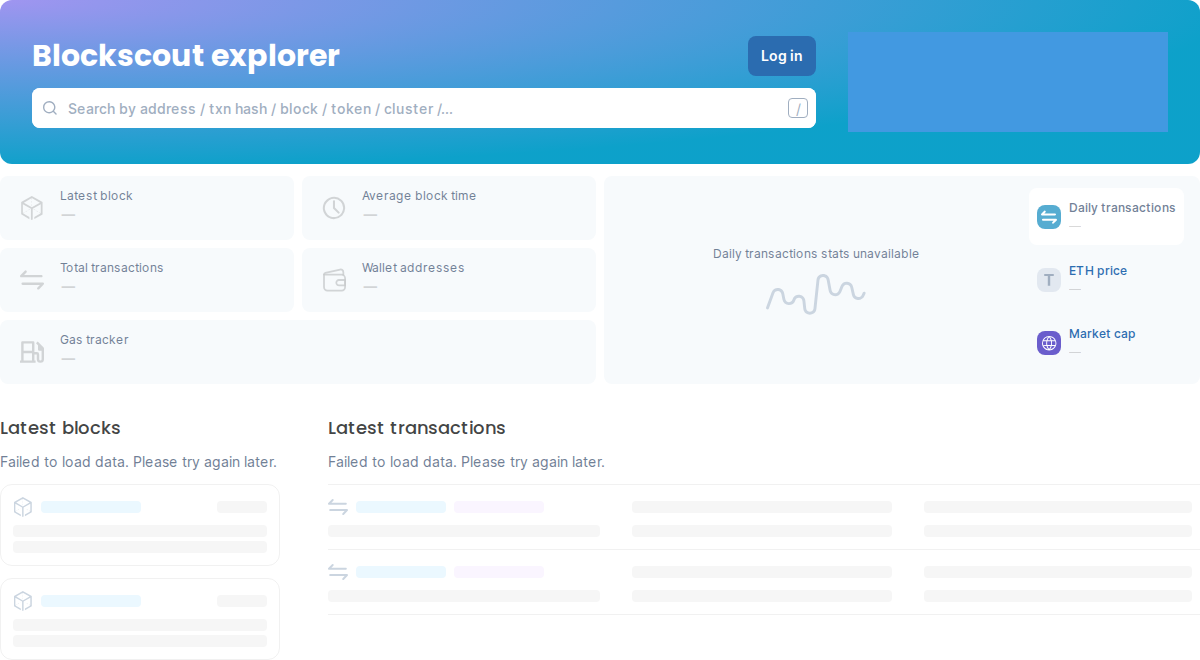 Blockscout explorer
Log in
Search by address / txn hash / block / token / cluster /...
/
Latest block
—
Average block time
—
Total transactions
—
Wallet addresses
—
Gas tracker
—
Daily transactions stats unavailable
Daily transactions
—
T
ETH price
—
Market cap
—
Latest blocks
Failed to load data. Please try again later.
Latest transactions
Failed to load data. Please try again later.